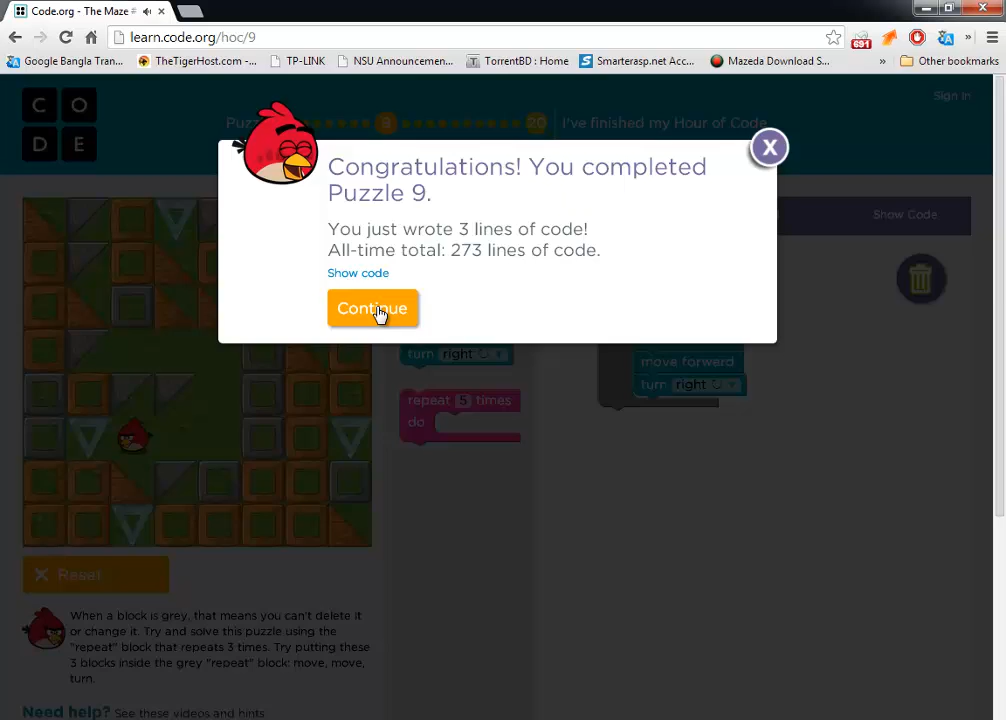 Code.org - The Maze #
learn.code.org/hoc/9
691
Google Bangla Tran...
TheTigerHost.com -...
TP-LINK
NSU Announcemen...
TorrentBD : Home
Smarterasp.net Acc...
Mazeda Download S...
»
Other bookmarks
C O
D E
Sign in
Puz
9
20
I've finished my Hour of Code
X
Congratulations! You completed
Puzzle 9.
You just wrote 3 lines of code!
All-time total: 273 lines of code.
Show code
Continue
Show Code
turn right
repeat 5 times
do
move forward
turn right
Reset
When a block is grey, that means you can't delete it
or change it. Try and solve this puzzle using the
"repeat" block that repeats 3 times. Try putting these
3 blocks inside the grey "repeat" block: move, move,
turn.
Need help? See these videos and hints